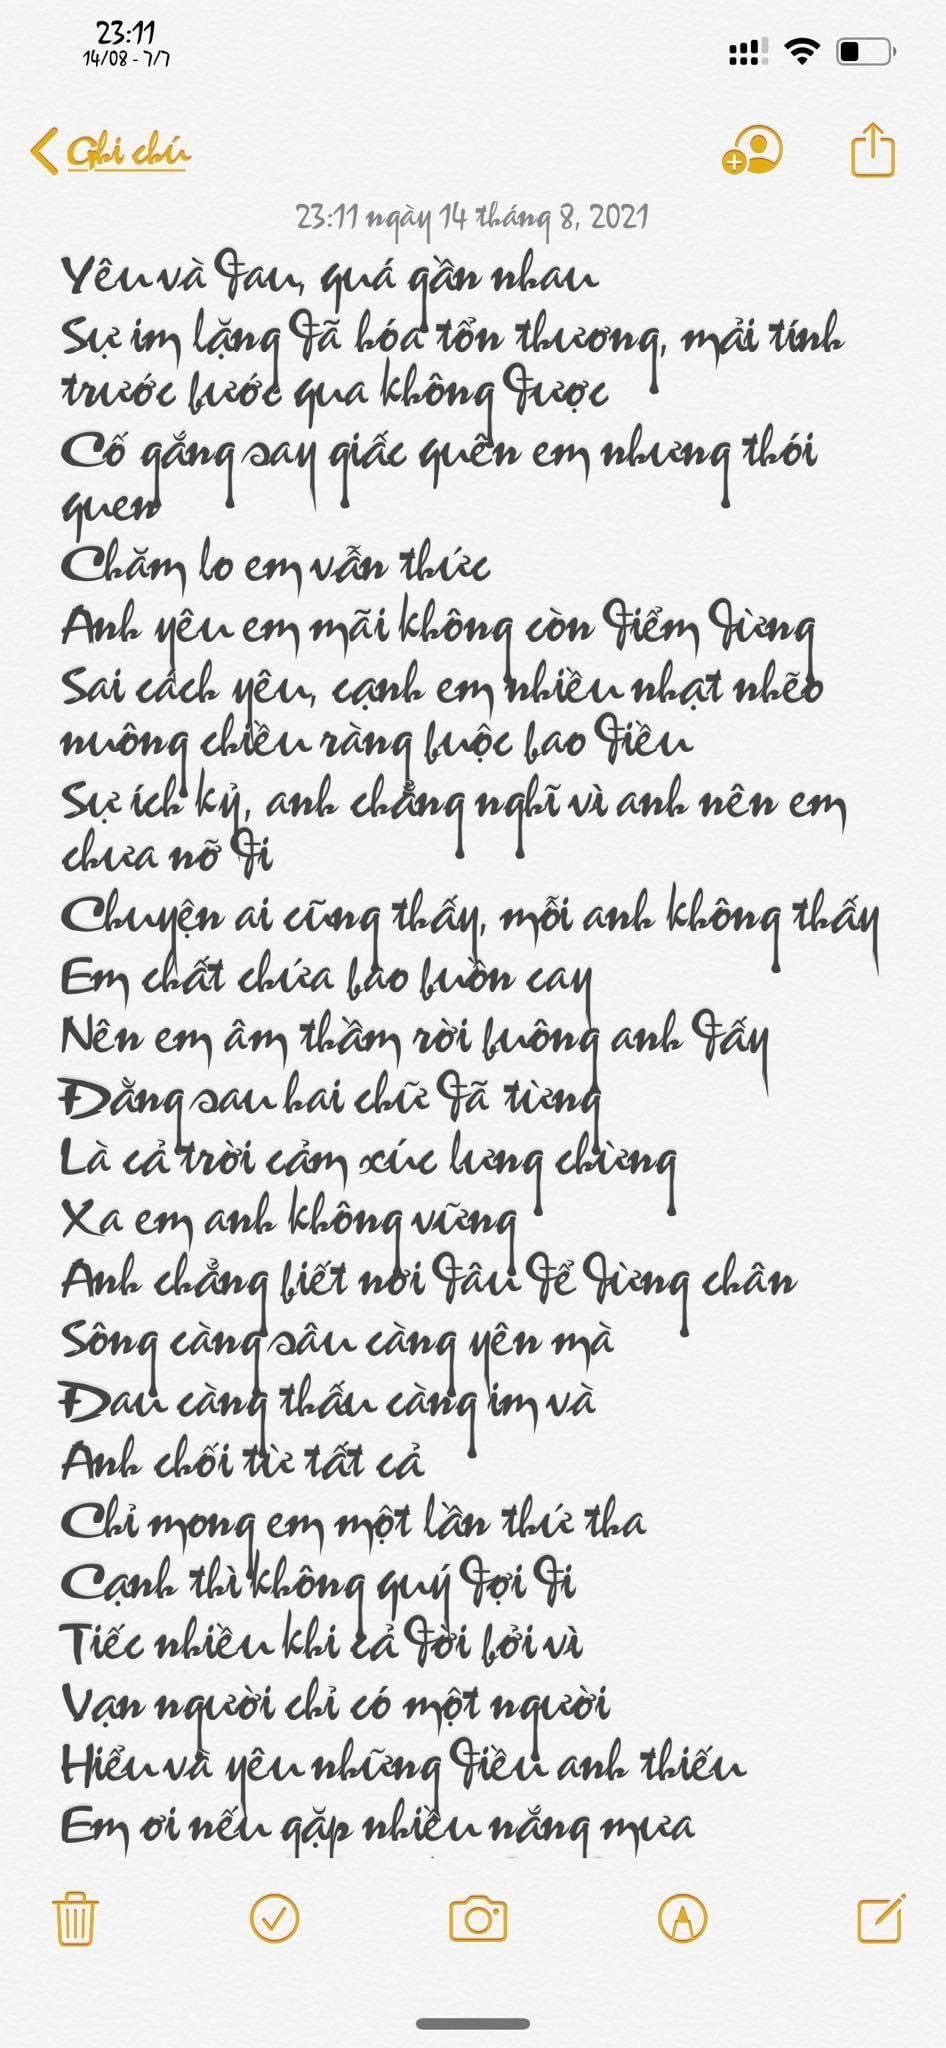 23:11
14/08 - 7/7
Ghi chú
23:11 ngày 14 tháng 8, 2021
Yêu và đau, quá gần nhau
Sự im lặng đã hóa tổn thương, mải tính
trước bước qua không được
Cố gắng say giấc quên em nhưng thói
quen
Chăm lo em vẫn thức
Anh yêu em mãi không còn điểm dừng
Sai cách yêu, cạnh em nhiều nhạt nhẽo
nuông chiều ràng buộc bao điều
Sự ích kỷ, anh chẳng nghĩ vì anh nên em
chưa nỡ đi
Chuyện ai cũng thấy, mỗi anh không thấy
Em chất chứa bao buồn cay
Nên em âm thầm rời buông anh đấy
Đằng sau hai chữ đã từng
Là cả trời cảm xúc lưng chừng
Xa em anh không vững
Anh chẳng biết nơi đâu để dừng chân
Sông càng sâu càng yên mà
Đau càng thấu càng im và
Anh chối từ tất cả
Chỉ mong em một lần thứ tha
Cạnh thì không quý đợi đi
Tiếc nhiều khi cả đời bởi vì
Vạn người chỉ có một người
Hiểu và yêu những điều anh thiếu
Em ơi nếu gặp nhiều nắng mưa